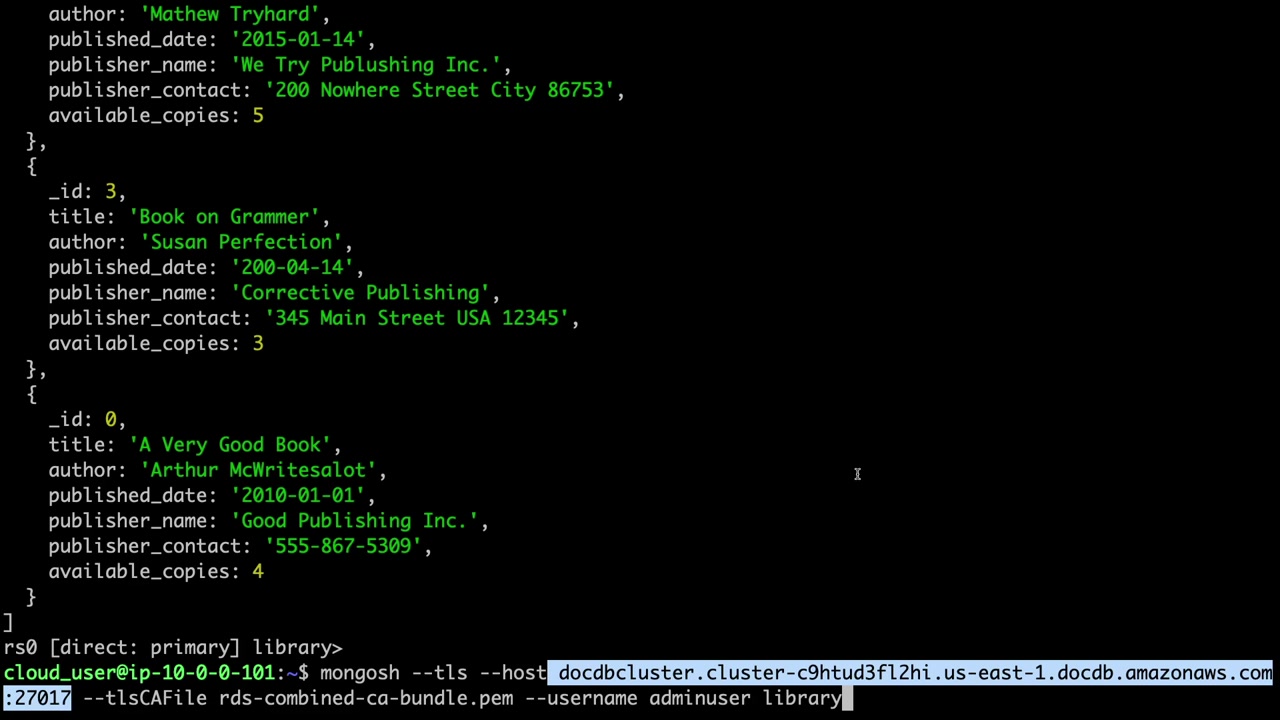 author: 'Mathew Tryhard',
published_date: '2015-01-14',
publisher_name: 'We Try Publushing Inc.',
publisher_contact: '200 Nowhere Street City 86753',
available_copies: 5
},
{
_id: 3,
title: 'Book on Grammer',
author: 'Susan Perfection',
published_date: '200-04-14',
publisher_name: 'Corrective Publishing',
publisher_contact: '345 Main Street USA 12345',
available_copies: 3
},
{
_id: 0,
title: 'A Very Good Book',
author: 'Arthur McWritesalot',
published_date: '2010-01-01',
publisher_name: 'Good Publishing Inc.',
publisher_contact: '555-867-5309',
available_copies: 4
}
]
rs0 [direct: primary] library>
cloud_user@ip-10-0-0-101:~$ mongosh --tls --host docdbcluster.cluster-c9htud3fl2hi.us-east-1.docdb.amazonaws.com
:27017 --tlsCAFile rds-combined-ca-bundle.pem --username adminuser library